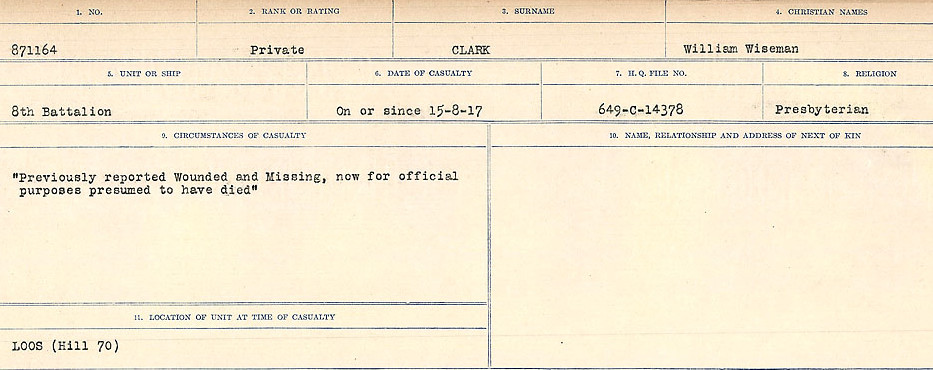 1. NO. 2. RANK OR RATING 3. SURNAME 4. CHRISTIAN NAMES
871164 Private CLARK William Wiseman
5. UNIT OR SHIP 6. DATE OF CASUALTY 7. H. Q. FILE NO. 8. RELIGION
8th Battalion On or since 15-8-17 649-C-14378 Presbyterian
9. CIRCUMSTANCES OF CASUALTY 10. NAME, RELATIONSHIP AND ADDRESS OF NEXT OF KIN
"Previously reported Wounded and Missing, now for official
purposes presumed to have died"
11. LOCATION OF UNIT AT TIME OF CASUALTY
LOOS (Hill 70)